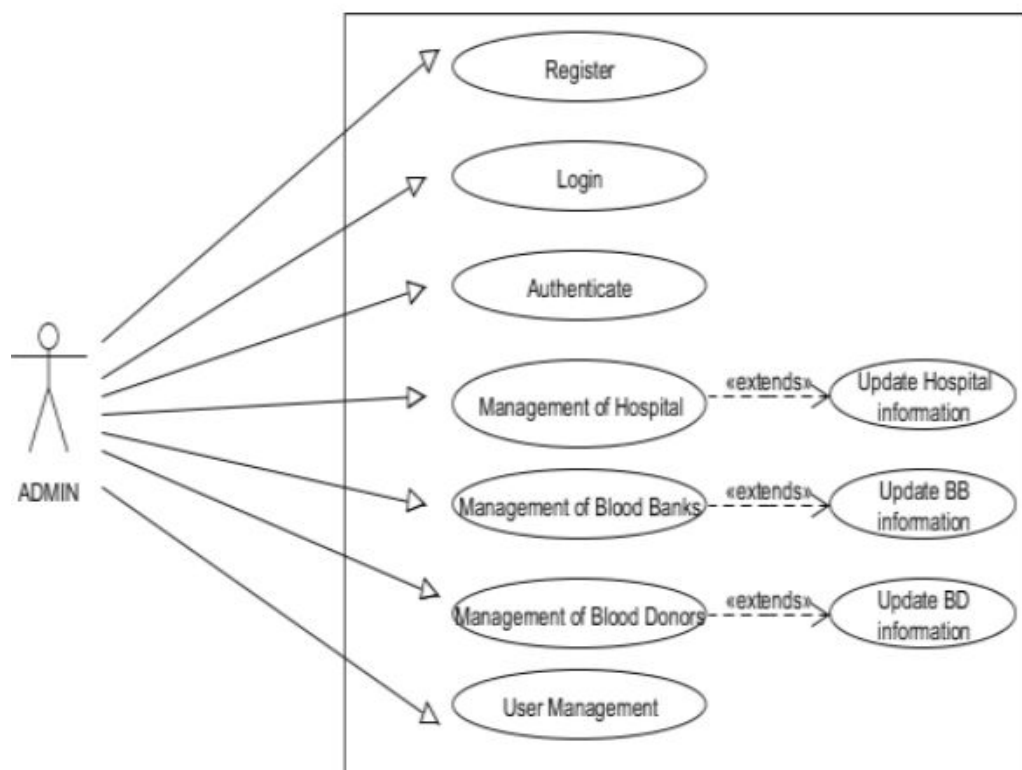 Register
Login
Authenticate
Management of Hospital
«extends»
Update Hospital
information
ADMIN
Management of Blood Banks
«extends»
Update BB
information
Management of Blood Donors
«extends»
Update BD
information
User Management